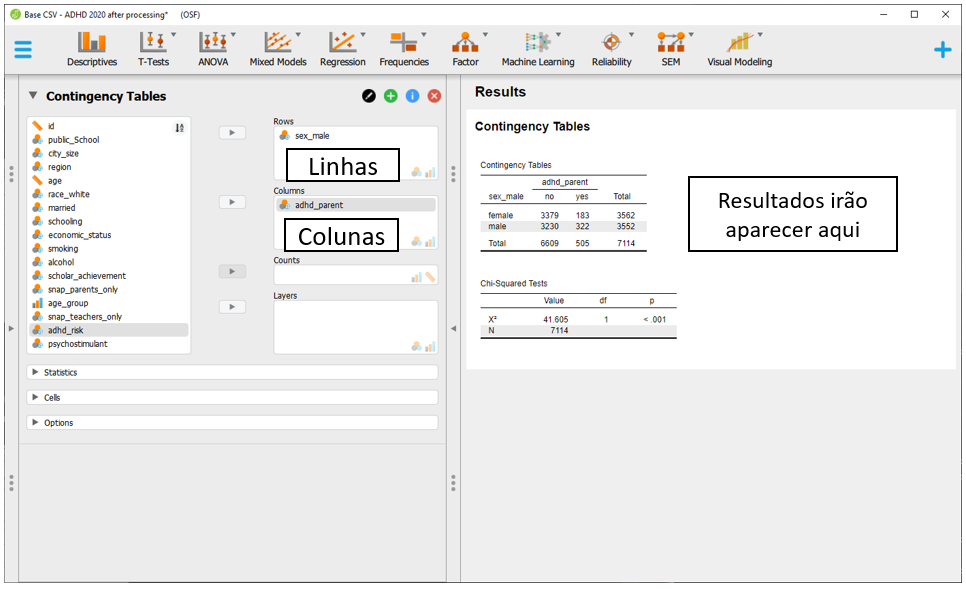 Base CSV - ADHD 2020 after processing* (OSF)
Descriptives T-Tests ANOVA Mixed Models Regression Frequencies Factor Machine Learning Reliability SEM Visual Modeling
Contingency Tables
id
public_School
city_size
region
age
race_white
married
schooling
economic_status
smoking
alcohol
scholar_achievement
snap_parents_only
age_group
snap_teachers_only
adhd_risk
psychostimulant
Rows
sex_male
Linhas
Columns
adhd_parent
Colunas
Counts
Layers
Statistics
Cells
Options
Results
Contingency Tables
Contingency Tables
adhd_parent
sex_male no yes Total
female 3379 183 3562
male 3230 322 3552
Total 6609 505 7114
Chi-Squared Tests
Value df p
X² 41.605 1 < .001
N 7114
Resultados irão
aparecer aqui